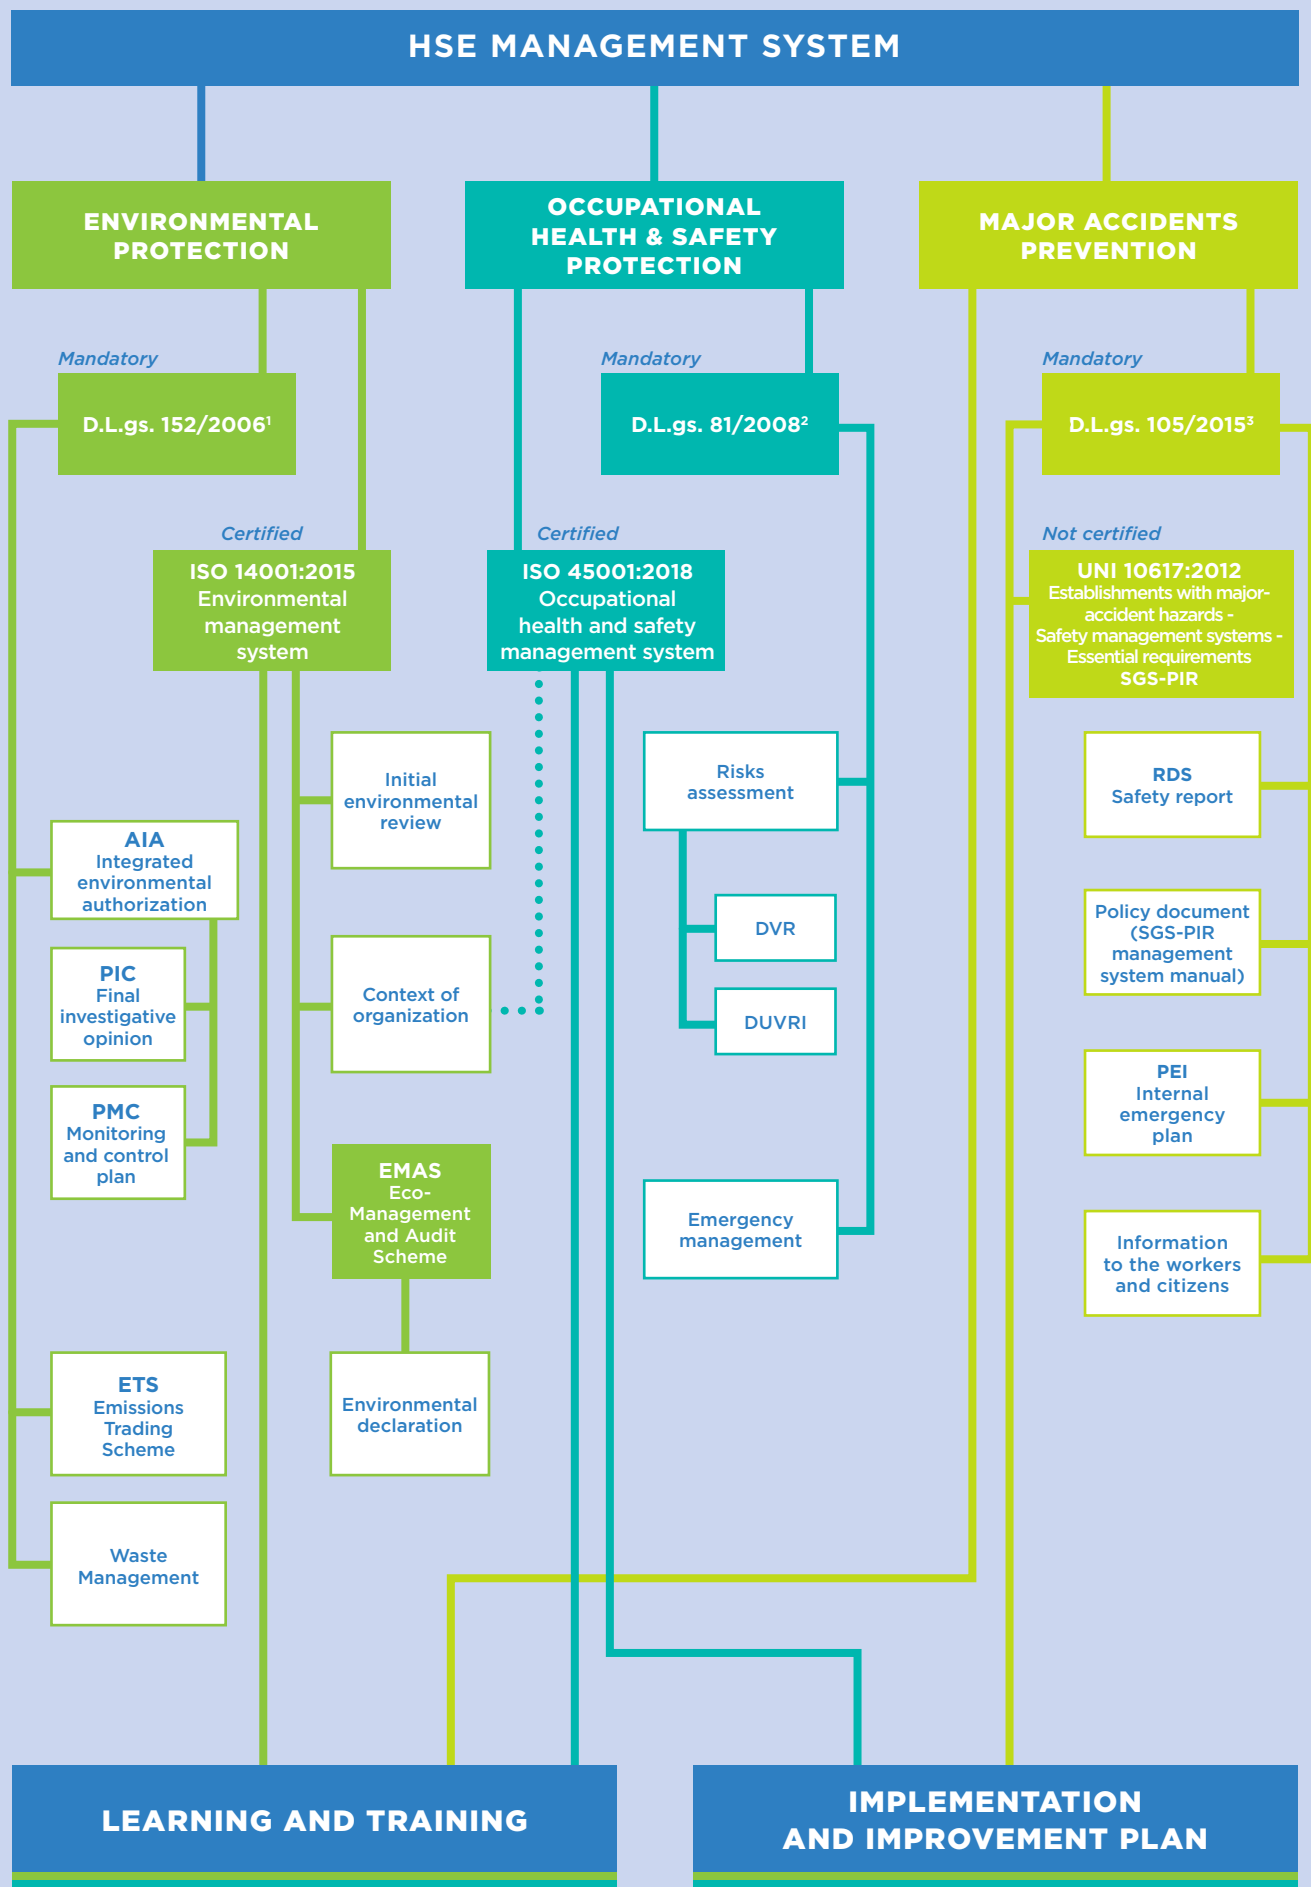 HSE MANAGEMENT SYSTEM
ENVIRONMENTAL
PROTECTION
OCCUPATIONAL
HEALTH & SAFETY
PROTECTION
MAJOR ACCIDENTS
PREVENTION
Mandatory
D.L.gs. 152/2006¹
Mandatory
D.L.gs. 81/2008²
Mandatory
D.L.gs. 105/2015³
Certified
ISO 14001:2015
Environmental
management
system
Certified
ISO 45001:2018
Occupational
health and safety
management system
Not certified
UNI 10617:2012
Establishments with major-
accident hazards -
Safety management systems -
Essential requirements
SGS-PIR
Initial
environmental
review
Risks
assessment
RDS
Safety report
AIA
Integrated
environmental
authorization
DVR
Policy document
(SGS-PIR
management
system manual)
PIC
Final
investigative
opinion
Context of
organization
DUVRI
PEI
Internal
emergency
plan
PMC
Monitoring
and control
plan
EMAS
Eco-
Management
and Audit
Scheme
Emergency
management
Information
to the workers
and citizens
ETS
Emissions
Trading
Scheme
Environmental
declaration
Waste
Management
LEARNING AND TRAINING
IMPLEMENTATION
AND IMPROVEMENT PLAN